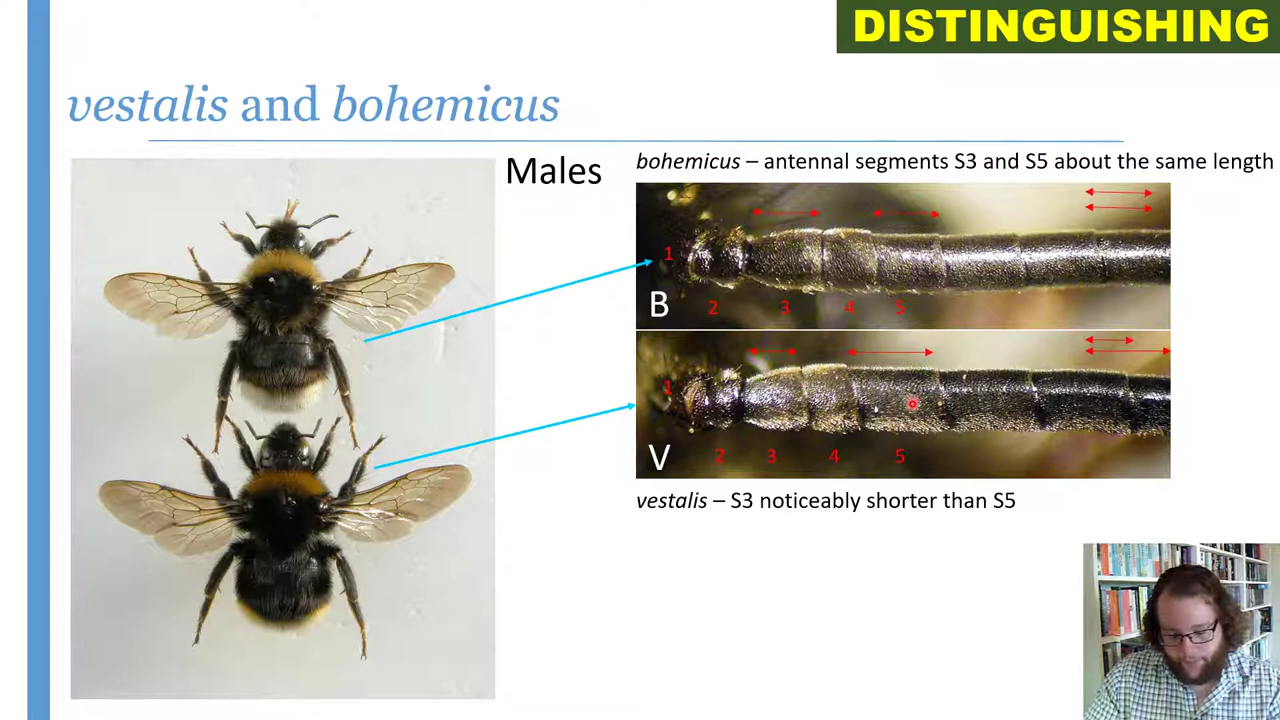 DISTINGUISHING
vestalis and bohemicus
Males
bohemicus – antennal segments S3 and S5 about the same length
1
B
2 3 4 5
1
V
2 3 4 5
vestalis – S3 noticeably shorter than S5